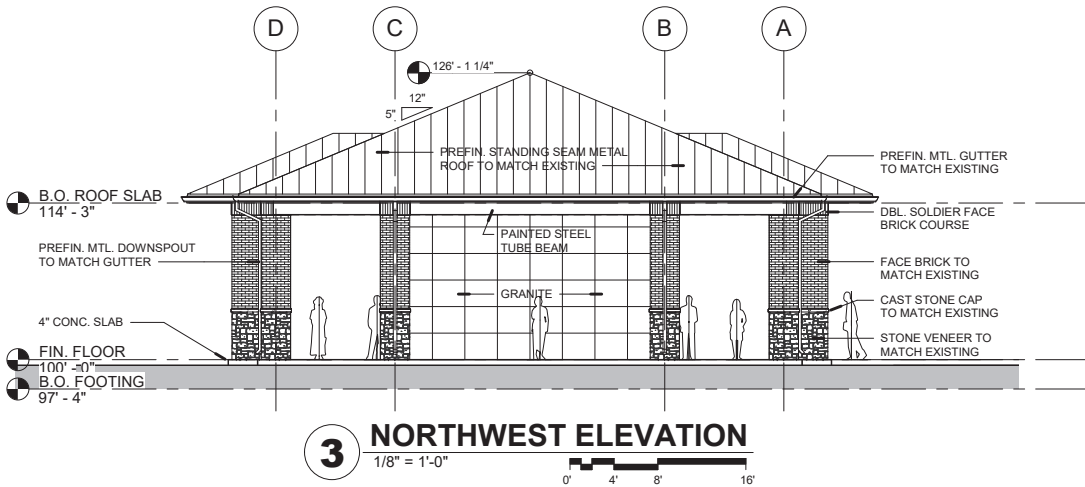 D
C
B
A
126' - 1 1/4"
12"
5"
PREFIN. STANDING SEAM METAL
ROOF TO MATCH EXISTING
PREFIN. MTL. GUTTER
TO MATCH EXISTING
B.O. ROOF SLAB
114' - 3"
DBL. SOLDIER FACE
BRICK COURSE
PAINTED STEEL
TUBE BEAM
PREFIN. MTL. DOWNSPOUT
TO MATCH GUTTER
FACE BRICK TO
MATCH EXISTING
GRANITE
CAST STONE CAP
TO MATCH EXISTING
4" CONC. SLAB
STONE VENEER TO
MATCH EXISTING
FIN. FLOOR
100' - 0"
B.O. FOOTING
97' - 4"
3
NORTHWEST ELEVATION
1/8" = 1'-0"
0' 4' 8' 16'